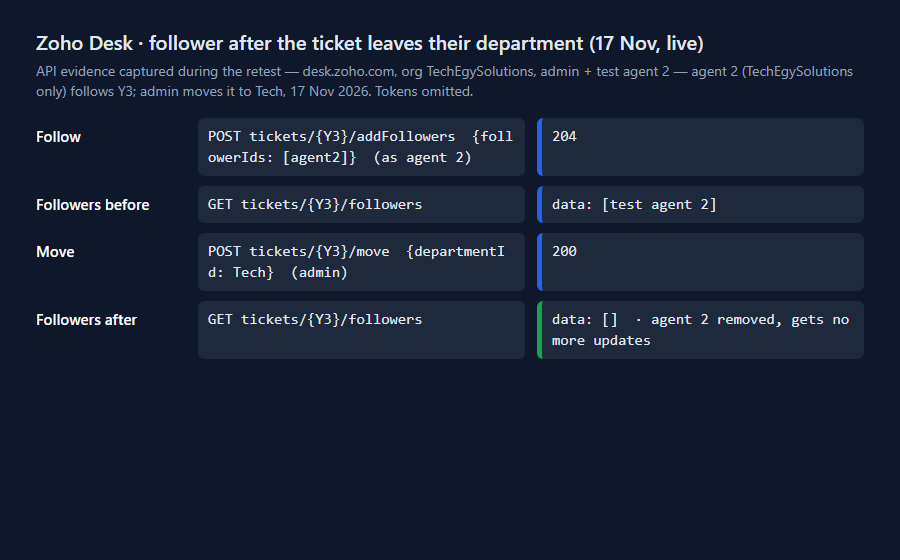 Zoho Desk · follower after the ticket leaves their department (17 Nov, live)
API evidence captured during the retest — desk.zoho.com, org TechEgySolutions, admin + test agent 2 — agent 2 (TechEgySolutions
only) follows Y3; admin moves it to Tech, 17 Nov 2026. Tokens omitted.
Follow
POST tickets/{Y3}/addFollowers  {foll
owerIds: [agent2]}  (as agent 2)
204
Followers before
GET tickets/{Y3}/followers
data: [test agent 2]
Move
POST tickets/{Y3}/move  {departmentI
d: Tech}  (admin)
200
Followers after
GET tickets/{Y3}/followers
data: []  · agent 2 removed, gets no
more updates